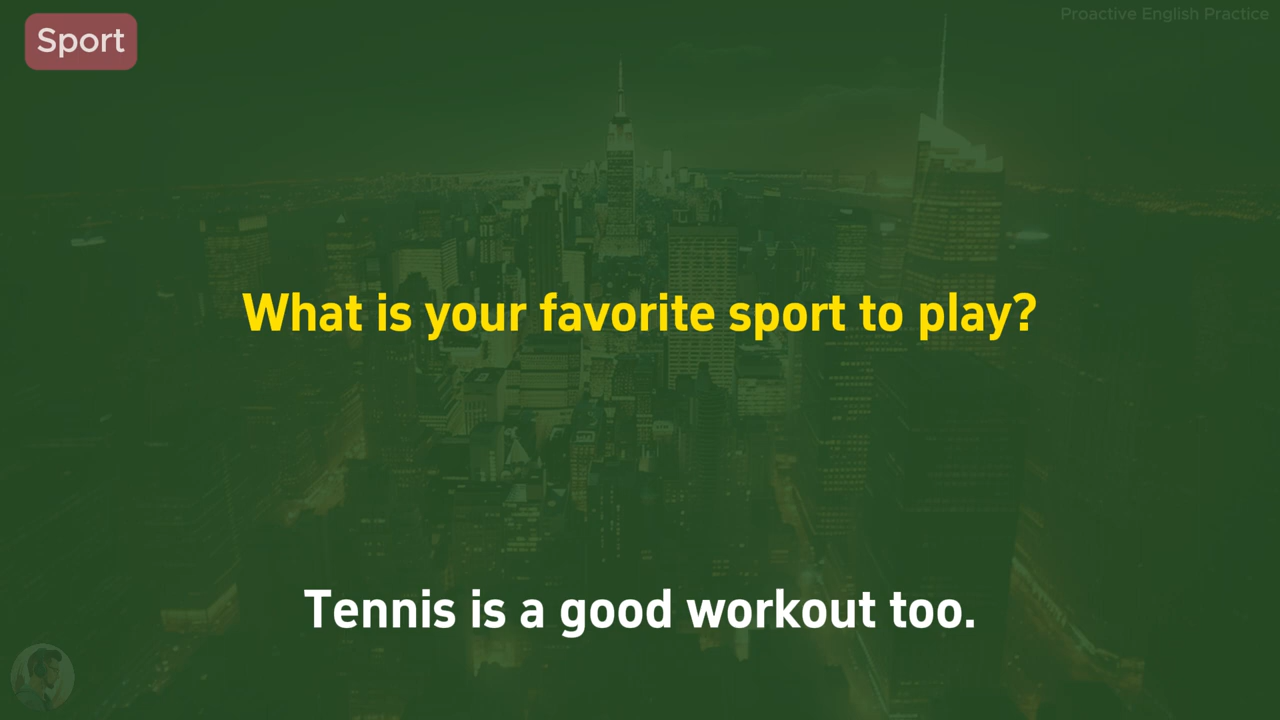 Sport
Proactive English Practice
What is your favorite sport to play?
Tennis is a good workout too.